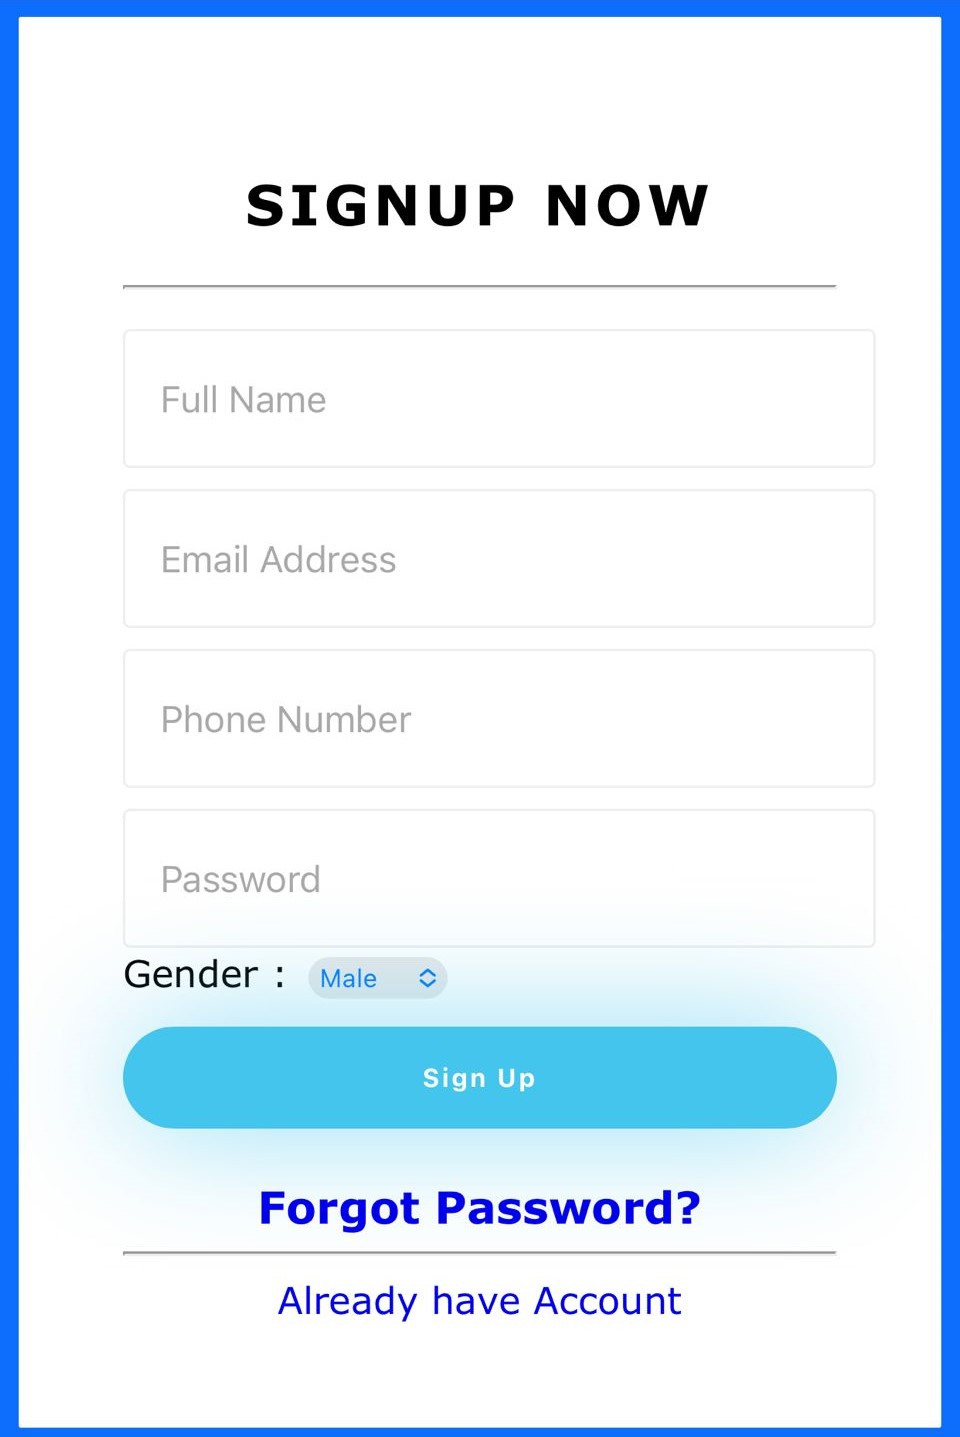 SIGNUP NOW
Full Name
Email Address
Phone Number
Password
Gender : Male
Sign Up
Forgot Password?
Already have Account